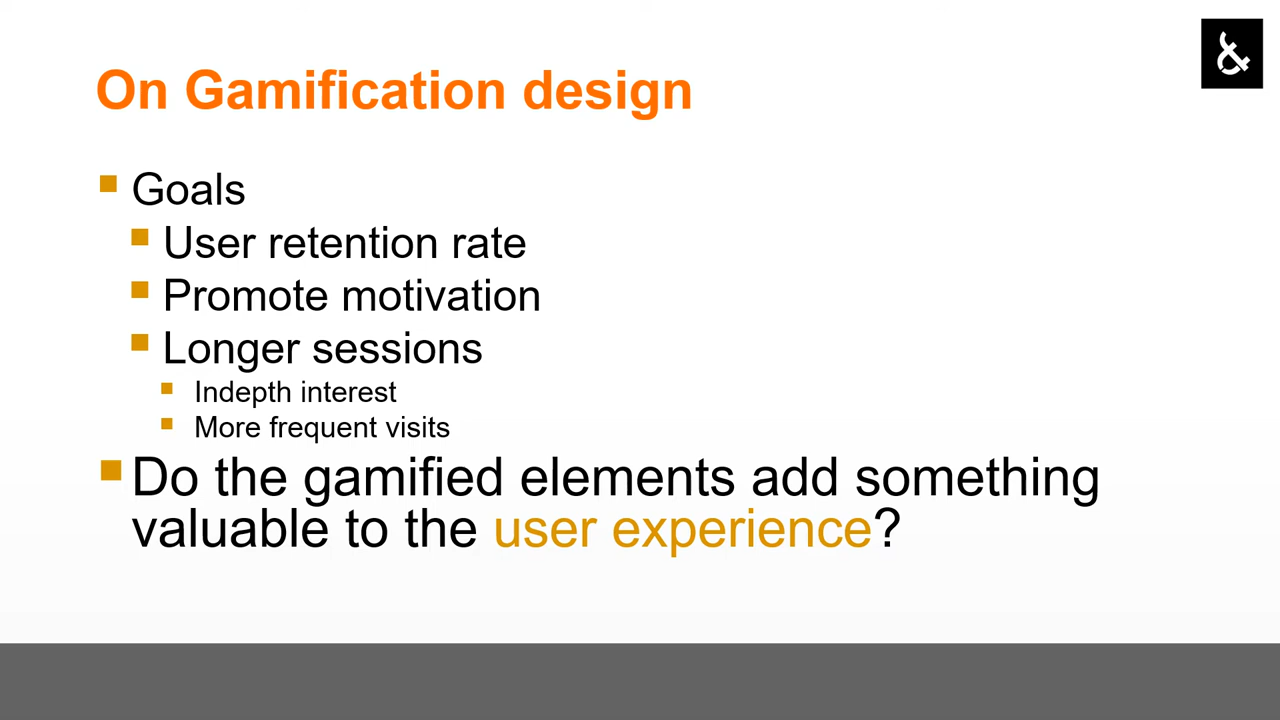 On Gamification design
Goals
User retention rate
Promote motivation
Longer sessions
Indepth interest
More frequent visits
Do the gamified elements add something
valuable to the user experience?
&